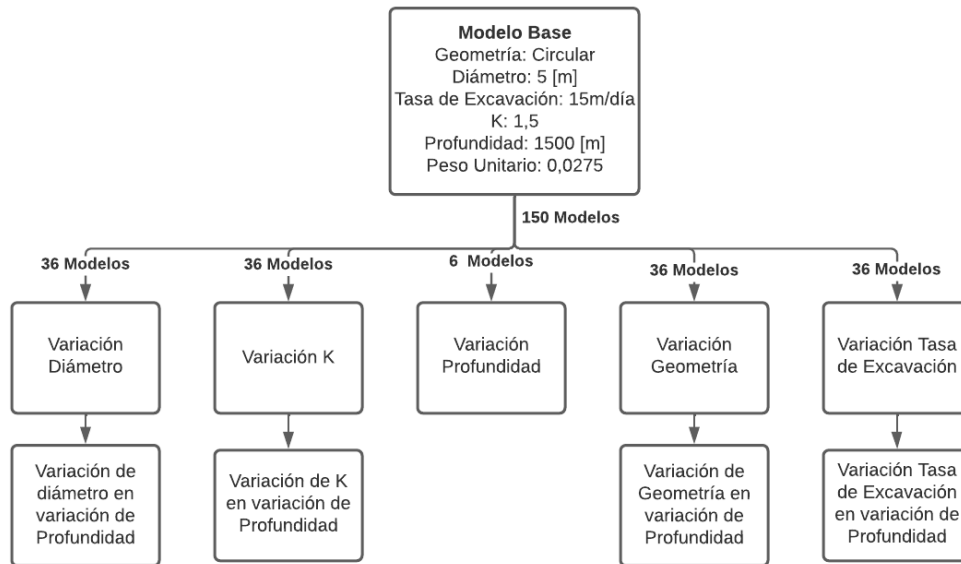 Modelo Base
Geometría: Circular
Diámetro: 5 [m]
Tasa de Excavación: 15m/día
K: 1,5
Profundidad: 1500 [m]
Peso Unitario: 0,0275
150 Modelos
36 Modelos
36 Modelos
6 Modelos
36 Modelos
36 Modelos
Variación
Diámetro
Variación K
Variación
Profundidad
Variación
Geometría
Variación Tasa
de Excavación
Variación de
diámetro en
variación de
Profundidad
Variación de K
en variación de
Profundidad
Variación de
Geometría en
variación de
Profundidad
Variación Tasa
de Excavación
en variación de
Profundidad